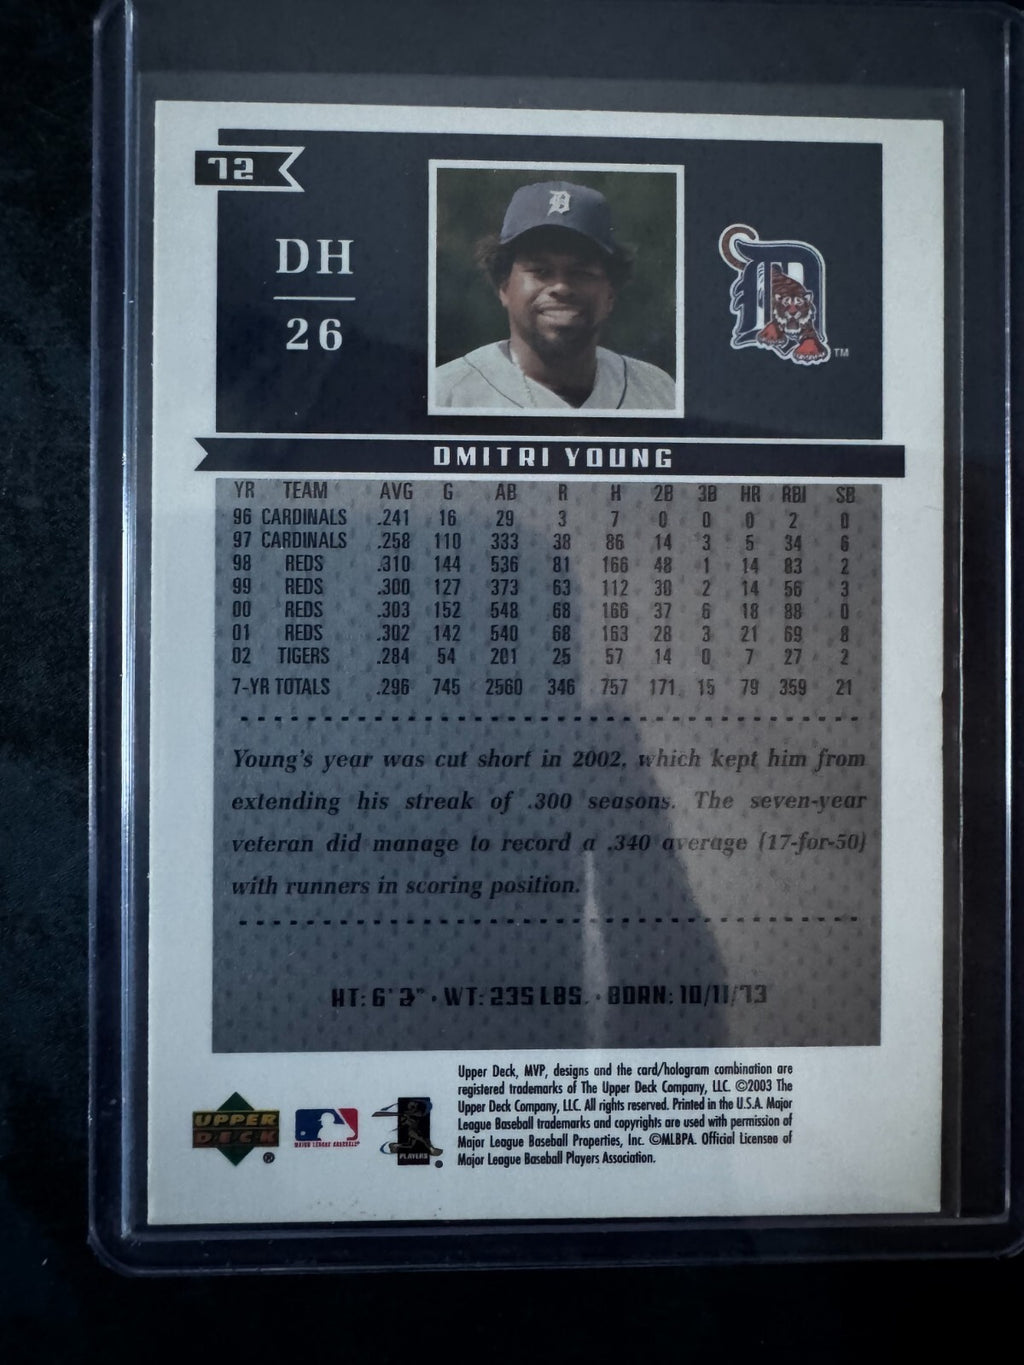 72
DH
26
D
D
TM
DMITRI YOUNG
YR TEAM AVG G AB R H 2B 3B HR RBI SB
96 CARDINALS .241 16 29 3 7 0 0 0 2 0
97 CARDINALS .258 110 333 38 86 14 3 5 34 6
98 REDS .310 144 536 81 166 48 1 14 83 2
99 REDS .300 127 373 63 112 30 2 14 56 3
00 REDS .303 152 548 68 166 37 6 18 88 0
01 REDS .302 142 540 68 163 28 3 21 69 8
02 TIGERS .284 54 201 25 57 14 0 7 27 2
7-YR TOTALS .296 745 2560 346 757 171 15 79 359 21
Young's year was cut short in 2002, which kept him from
extending his streak of .300 seasons. The seven-year
veteran did manage to record a .340 average (17-for-50)
with runners in scoring position.
HT: 6' 2" · WT: 235 LBS. · BORN: 10/11/73
Upper Deck, MVP, designs and the card/hologram combination are
registered trademarks of The Upper Deck Company, LLC. ©2003 The
Upper Deck Company, LLC. All rights reserved. Printed in the U.S.A. Major
League Baseball trademarks and copyrights are used with permission of
Major League Baseball Properties, Inc. ©MLBPA. Official Licensee of
Major League Baseball Players Association.
UPPER
DECK
®
MAJOR LEAGUE BASEBALL
PLAYERS